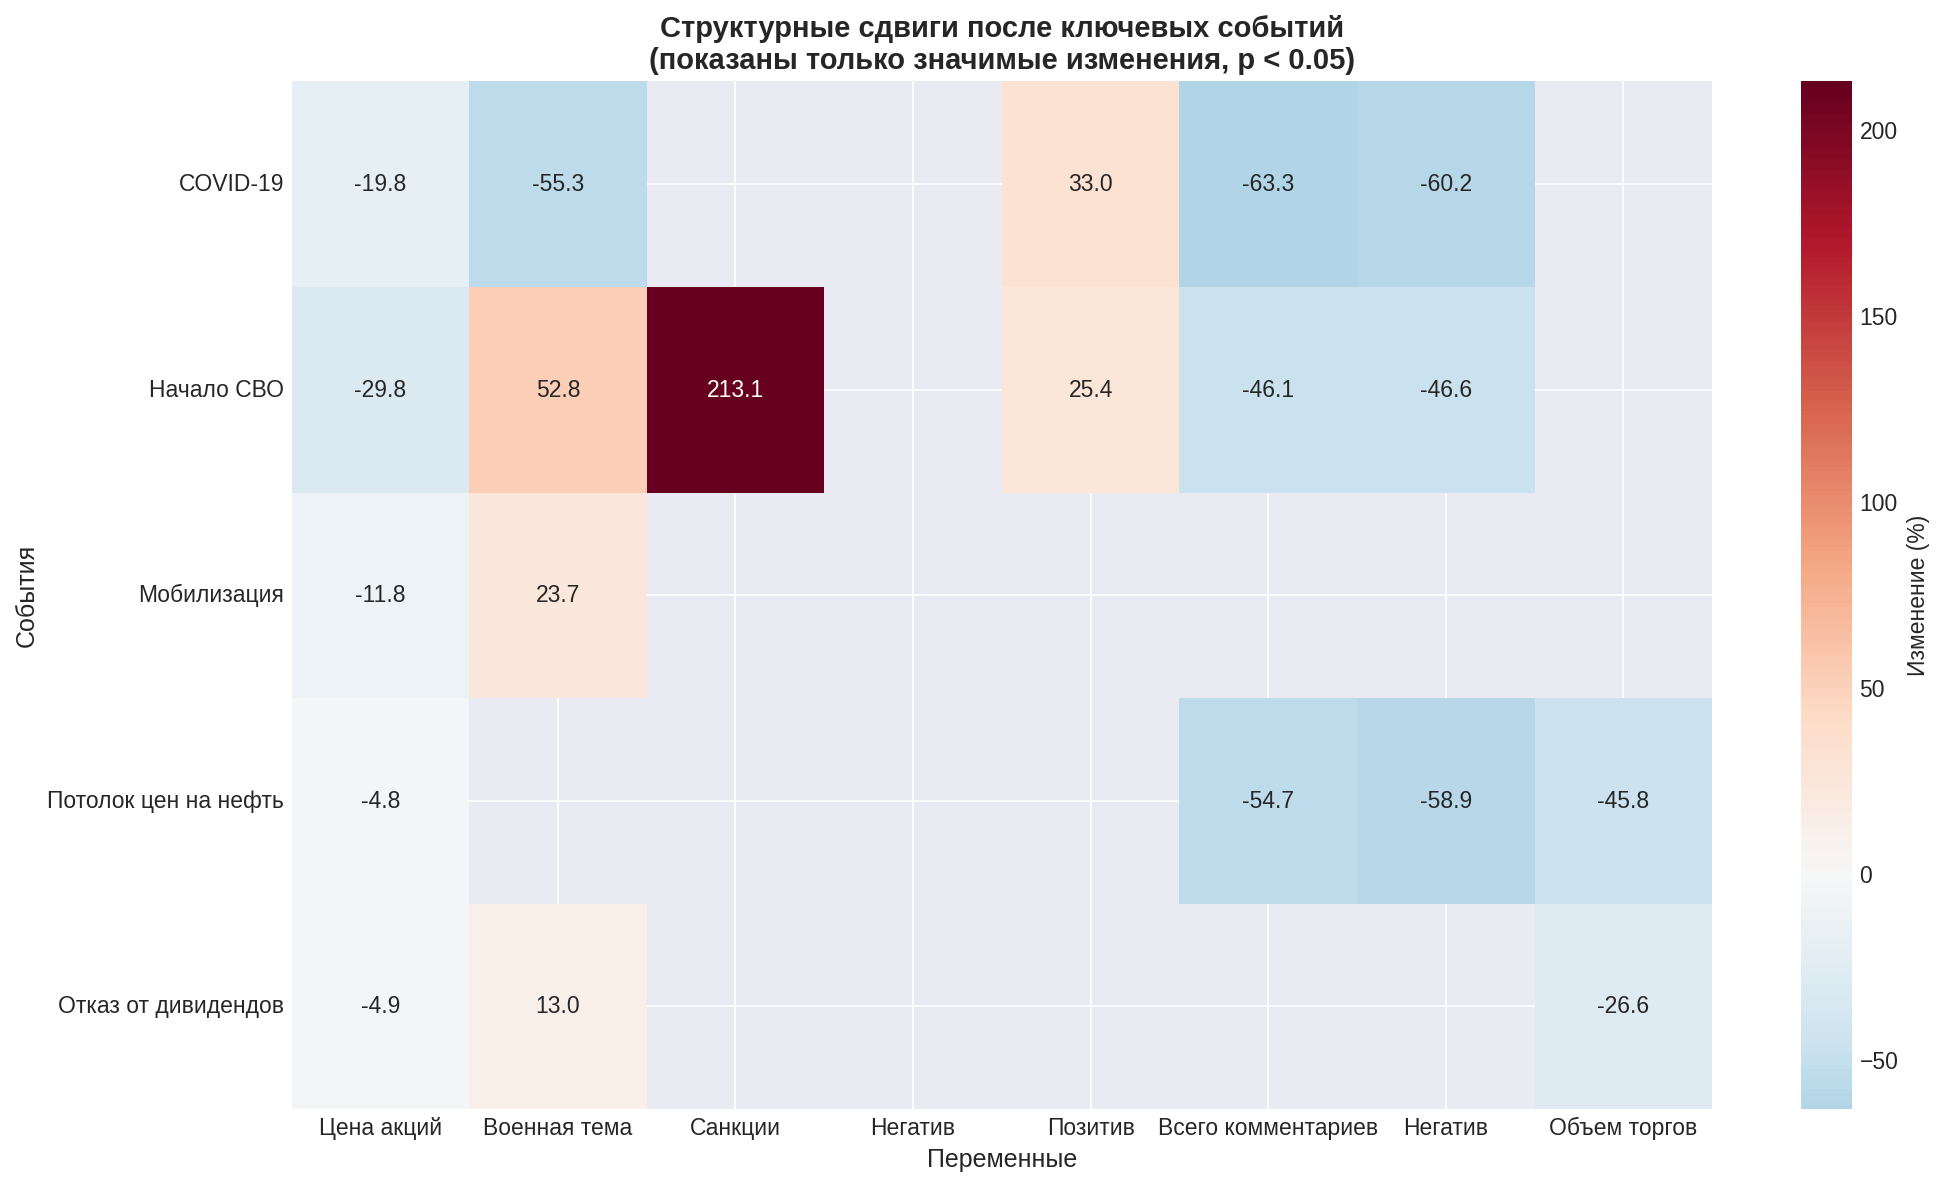 Структурные сдвиги после ключевых событий
(показаны только значимые изменения, p < 0.05)
События
COVID-19
-19.8
-55.3
33.0
-63.3
-60.2
Начало СВО
-29.8
52.8
213.1
25.4
-46.1
-46.6
Мобилизация
-11.8
23.7
Потолок цен на нефть
-4.8
-54.7
-58.9
-45.8
Отказ от дивидендов
-4.9
13.0
-26.6
Цена акций
Военная тема
Санкции
Негатив
Позитив
Всего комментариев
Негатив
Объем торгов
Переменные
200
150
100
50
0
−50
Изменение (%)